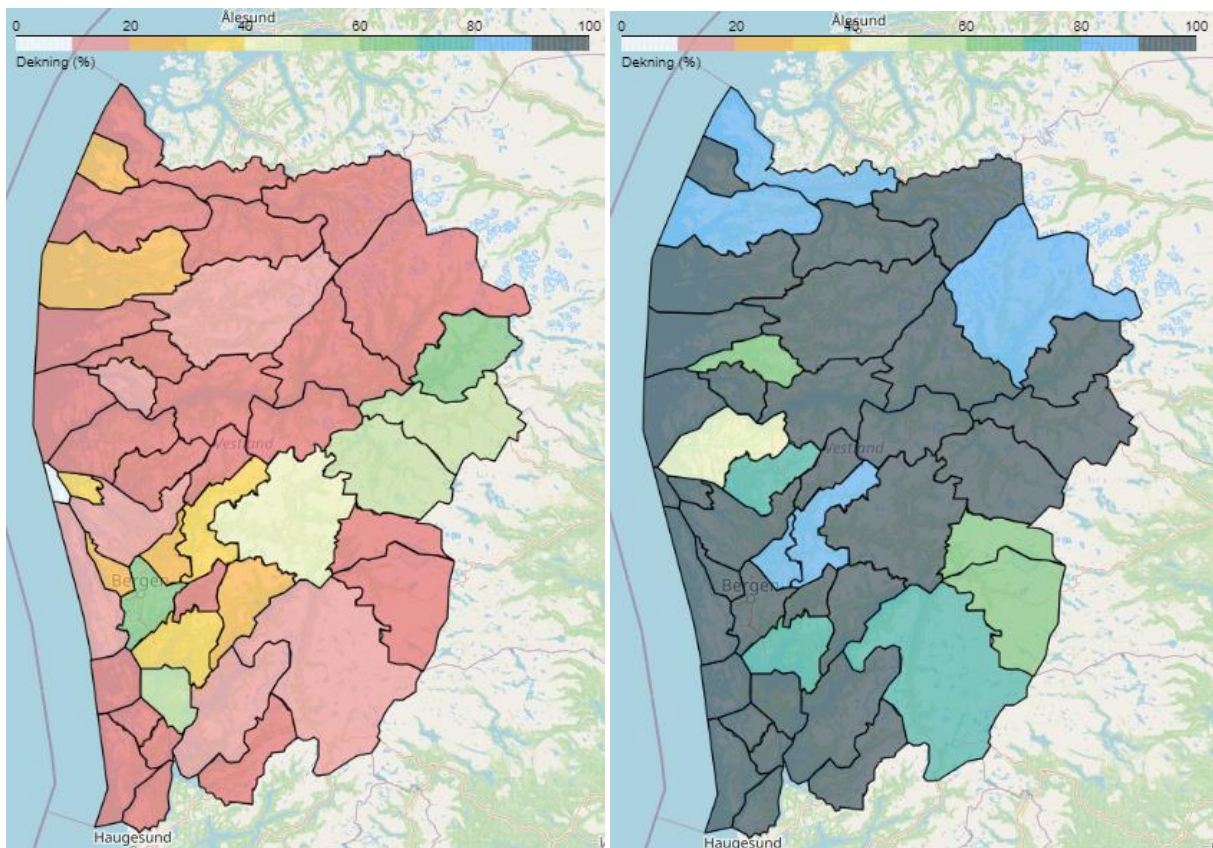 Ålesund
0 20 40 60 80 100
Dekning (%)
Vestland
Bergen
Haugesund
Ålesund
0 20 40 60 80 100
Dekning (%)
Vestland
Bergen
Haugesund